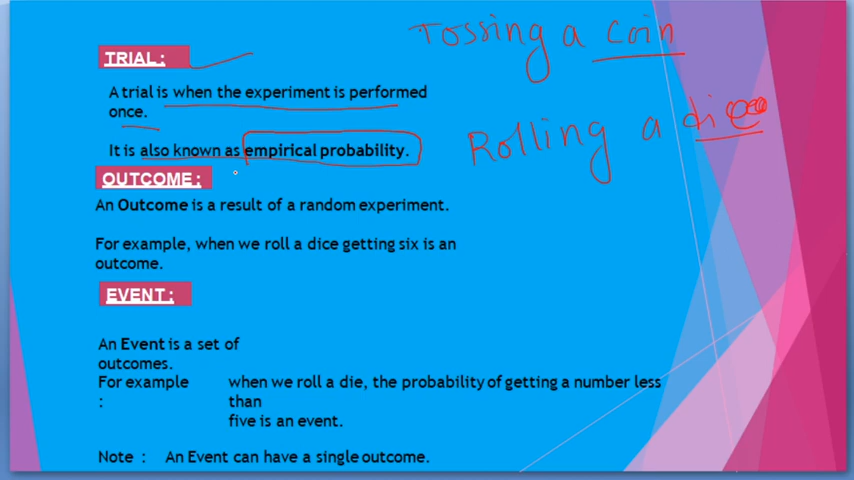 Tossing a coin
TRIAL:
A trial is when the experiment is performed
once.
Rolling a die
It is also known as empirical probability.
OUTCOME:
An Outcome is a result of a random experiment.
For example, when we roll a dice getting six is an
outcome.
EVENT:
An Event is a set of
outcomes.
For example when we roll a die, the probability of getting a number less
: than
five is an event.
Note : An Event can have a single outcome.